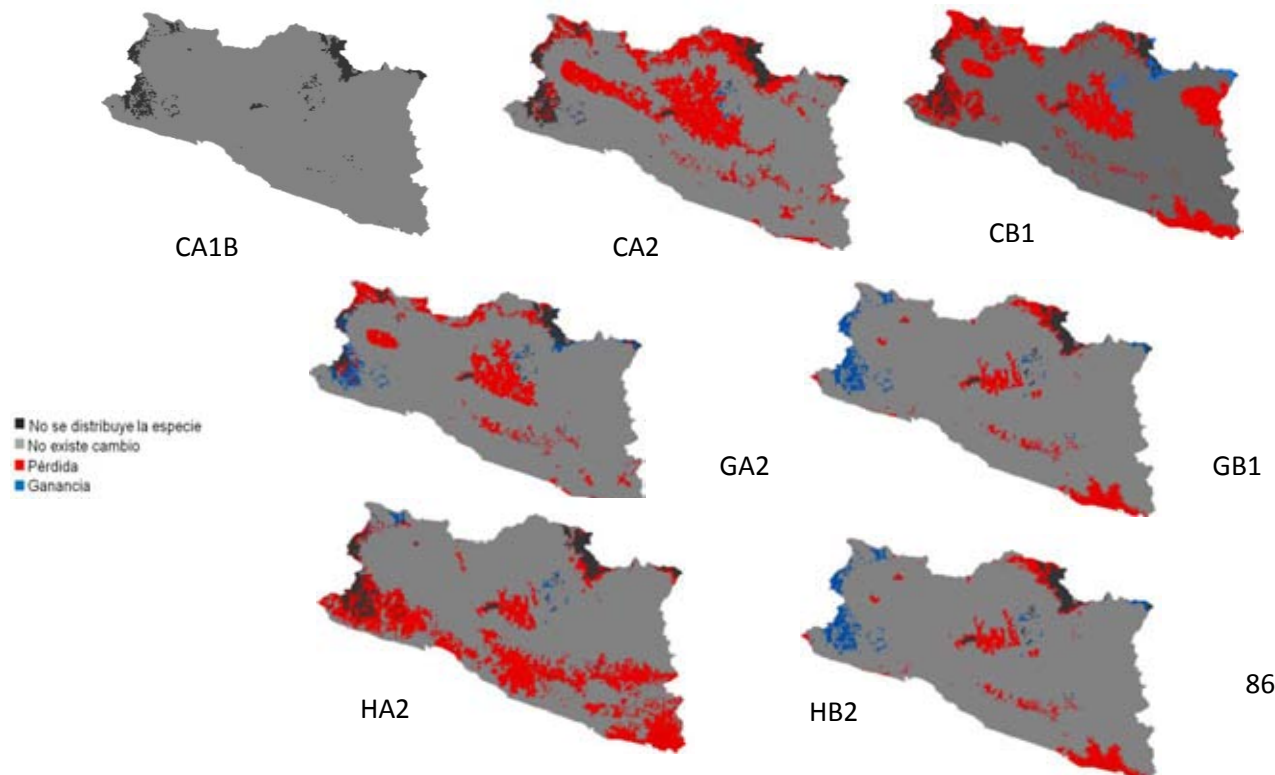 CA1B
CA2
CB1
No se distribuye la especie
No existe cambio
Pérdida
Ganancia
GA2
GB1
HA2
HB2
86